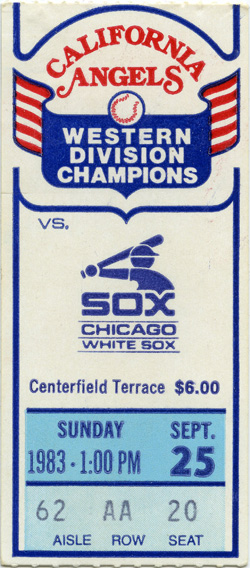 CALIFORNIA
ANGELS
WESTERN
DIVISION
CHAMPIONS
VS.
SOX
CHICAGO
WHITE SOX
Centerfield Terrace $6.00
SUNDAY SEPT.
1983 • 1:00 PM 25
62 AA 20
AISLE ROW SEAT